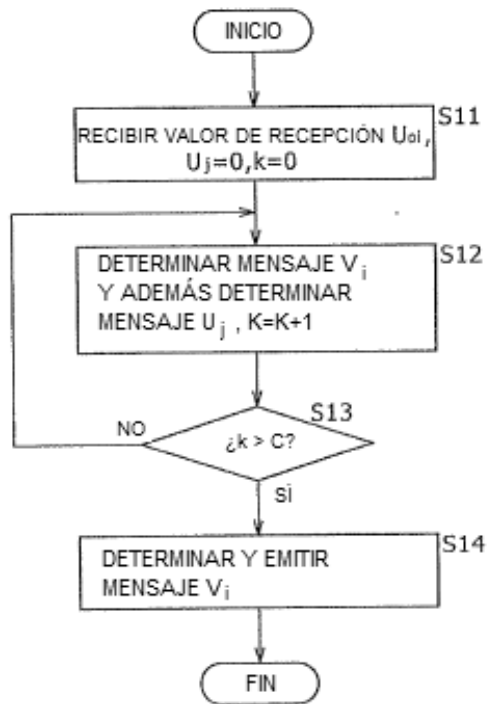 INICIO
S11
RECIBIR VALOR DE RECEPCIÓN U0i,
Uj=0,k=0
S12
DETERMINAR MENSAJE Vi
Y ADEMÁS DETERMINAR
MENSAJE Uj , K=K+1
S13
NO
¿k > C?
SÍ
S14
DETERMINAR Y EMITIR
MENSAJE Vi
FIN